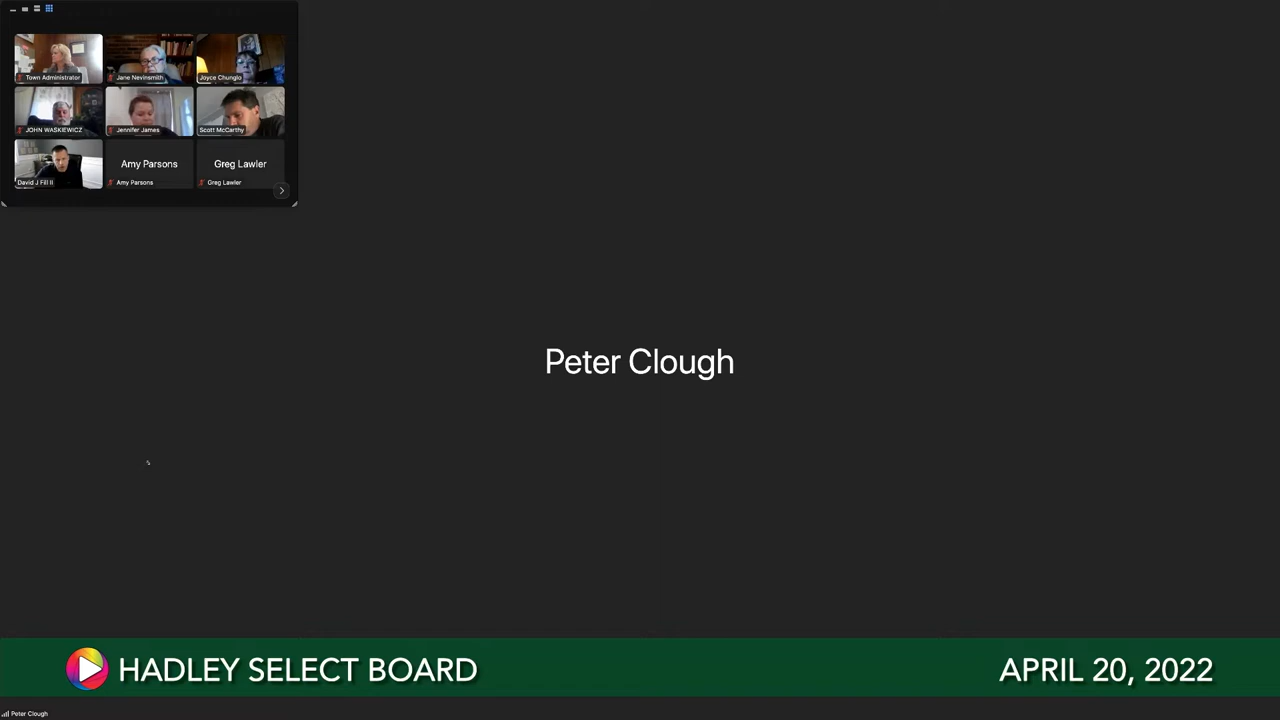 Town Administrator
Jane Nevinsmith
Joyce Chunglo
JOHN WASKIEWICZ
Jennifer James
Scott McCarthy
David J Fill II
Amy Parsons
Amy Parsons
Greg Lawler
Greg Lawler
Peter Clough
HADLEY SELECT BOARD
APRIL 20, 2022
Peter Clough